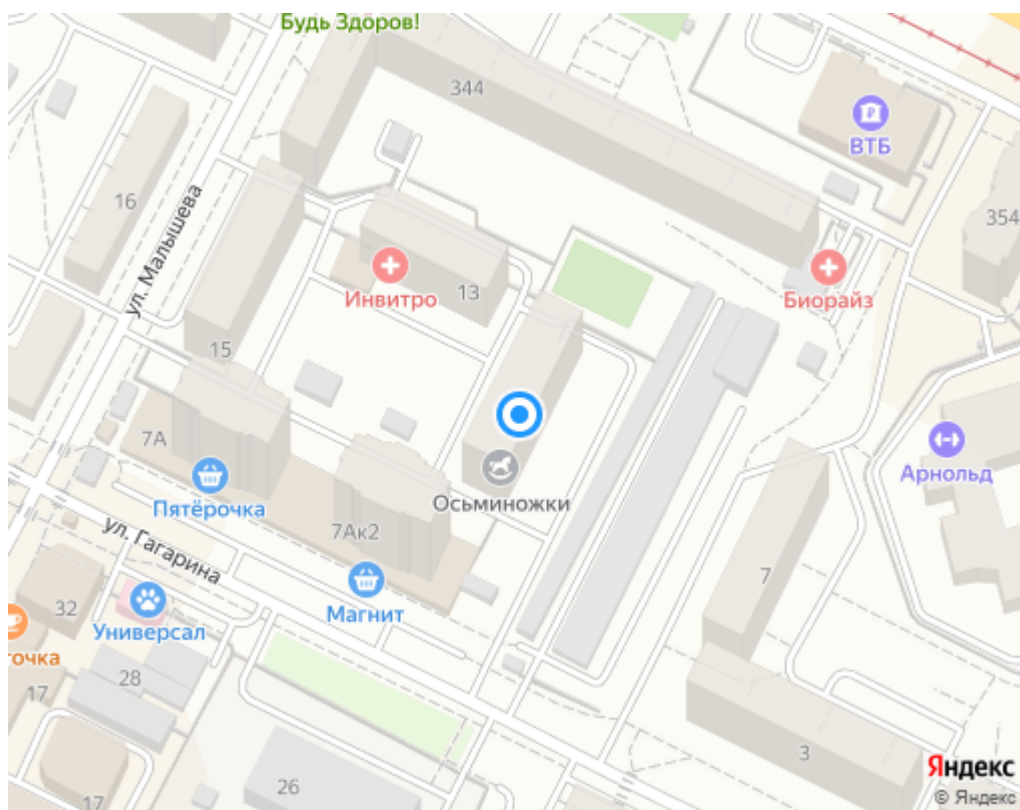 Будь Здоров!
344
ВТБ
16
ул. Малышева
354
Инвитро
13
Биорайз
15
7А
Пятёрочка
Арнольд
Осьминожки
7Ак2
ул. Гагарина
7
Магнит
32
Универсал
точка
28
17
3
26
17
Яндекс
© Яндекс